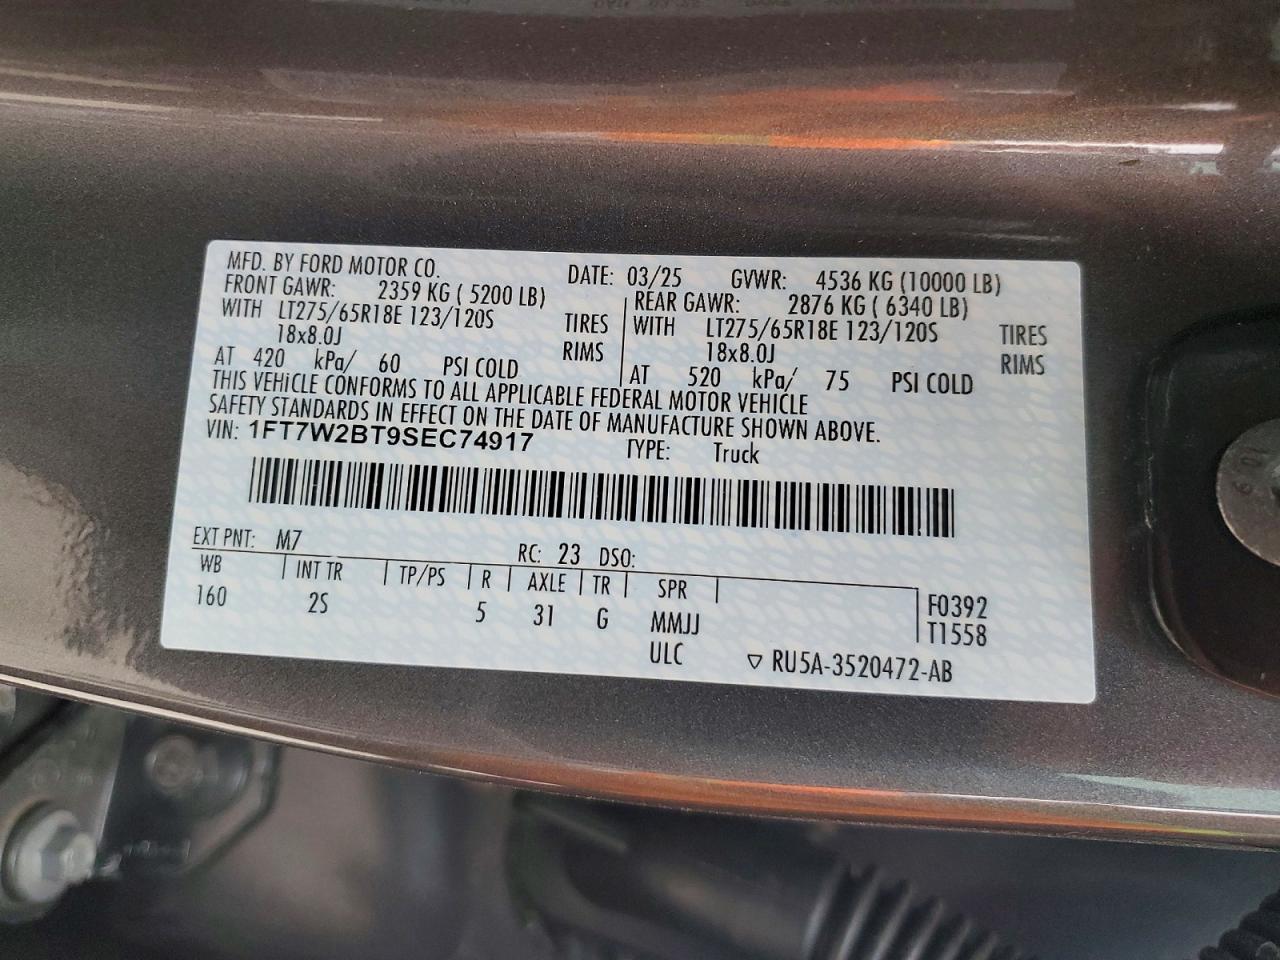 MFD. BY FORD MOTOR CO. DATE: 03/25 GVWR: 4536 KG (10000 LB)
FRONT GAWR: 2359 KG ( 5200 LB) REAR GAWR: 2876 KG ( 6340 LB)
WITH LT275/65R18E 123/120S TIRES WITH LT275/65R18E 123/120S TIRES
18x8.0J RIMS 18x8.0J RIMS
AT 420 kPa/ 60 PSI COLD AT 520 kPa/ 75 PSI COLD
THIS VEHICLE CONFORMS TO ALL APPLICABLE FEDERAL MOTOR VEHICLE
SAFETY STANDARDS IN EFFECT ON THE DATE OF MANUFACTURE SHOWN ABOVE.
VIN: 1FT7W2BT9SEC74917 TYPE: Truck
EXT PNT: M7 RC: 23 DSO:
WB INT TR TP/PS R AXLE TR SPR
160 2S 5 31 G MMJJ F0392
ULC T1558
▽ RU5A-3520472-AB